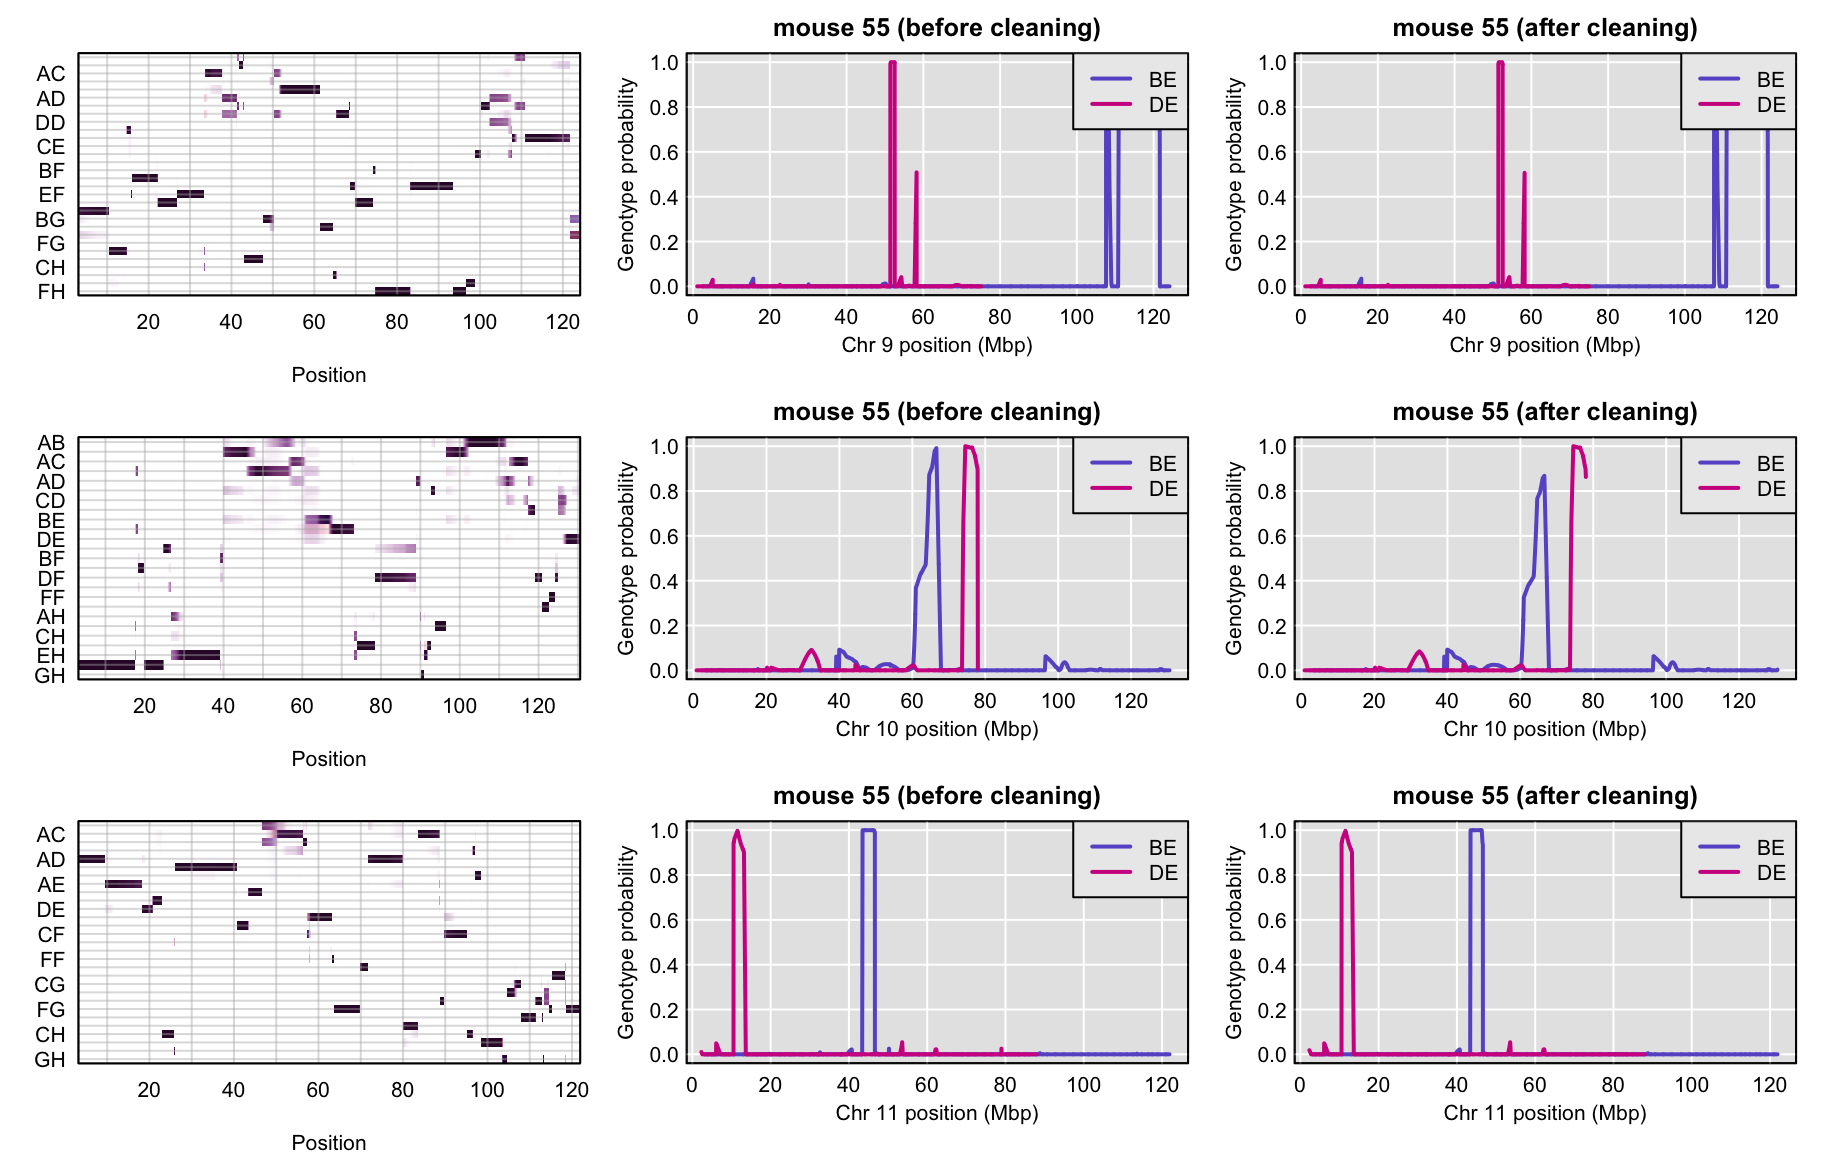 mouse 55 (before cleaning)
mouse 55 (after cleaning)
AC
AD
DD
CE
BF
EF
BG
FG
CH
FH
20 40 60 80 100 120
Position
Genotype probability
1.0
0.8
0.6
0.4
0.2
0.0
BE
DE
0 20 40 60 80 100 120
Chr 9 position (Mbp)
Genotype probability
1.0
0.8
0.6
0.4
0.2
0.0
BE
DE
0 20 40 60 80 100 120
Chr 9 position (Mbp)
mouse 55 (before cleaning)
mouse 55 (after cleaning)
AB
AC
AD
CD
BE
DE
BF
DF
FF
AH
CH
EH
GH
20 40 60 80 100 120
Position
Genotype probability
1.0
0.8
0.6
0.4
0.2
0.0
BE
DE
0 20 40 60 80 100 120
Chr 10 position (Mbp)
Genotype probability
1.0
0.8
0.6
0.4
0.2
0.0
BE
DE
0 20 40 60 80 100 120
Chr 10 position (Mbp)
mouse 55 (before cleaning)
mouse 55 (after cleaning)
AC
AD
AE
DE
CF
FF
CG
FG
CH
GH
20 40 60 80 100 120
Position
Genotype probability
1.0
0.8
0.6
0.4
0.2
0.0
BE
DE
0 20 40 60 80 100 120
Chr 11 position (Mbp)
Genotype probability
1.0
0.8
0.6
0.4
0.2
0.0
BE
DE
0 20 40 60 80 100 120
Chr 11 position (Mbp)